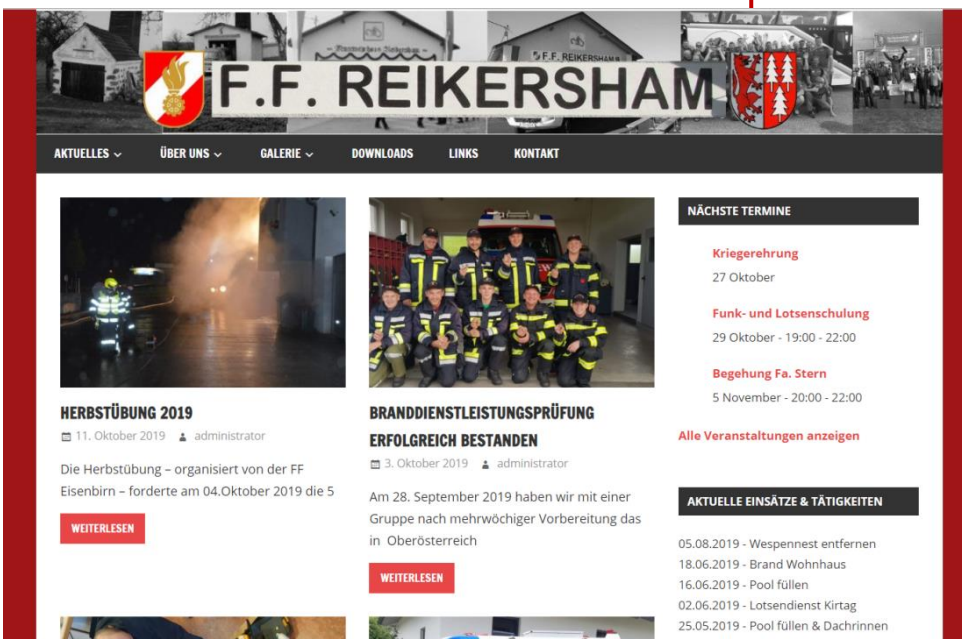 F.F. REIKERSHAM
AKTUELLES
ÜBER UNS
GALERIE
DOWNLOADS
LINKS
KONTAKT
HERBSTÜBUNG 2019
11. Oktober 2019 administrator
Die Herbstübung – organisiert von der FF
Eisenbirn – forderte am 04.Oktober 2019 die 5
WEITERLESEN
BRANDDIENSTLEISTUNGSPRÜFUNG
ERFOLGREICH BESTANDEN
3. Oktober 2019 administrator
Am 28. September 2019 haben wir mit einer
Gruppe nach mehrwöchiger Vorbereitung das
in Oberösterreich
WEITERLESEN
NÄCHSTE TERMINE
Kriegerehrung
27 Oktober
Funk- und Lotsenschulung
29 Oktober - 19:00 - 22:00
Begehung Fa. Stern
5 November - 20:00 - 22:00
Alle Veranstaltungen anzeigen
AKTUELLE EINSÄTZE & TÄTIGKEITEN
05.08.2019 - Wespennest entfernen
18.06.2019 - Brand Wohnhaus
16.06.2019 - Pool füllen
02.06.2019 - Lotsendienst Kirtag
25.05.2019 - Pool füllen & Dachrinnen